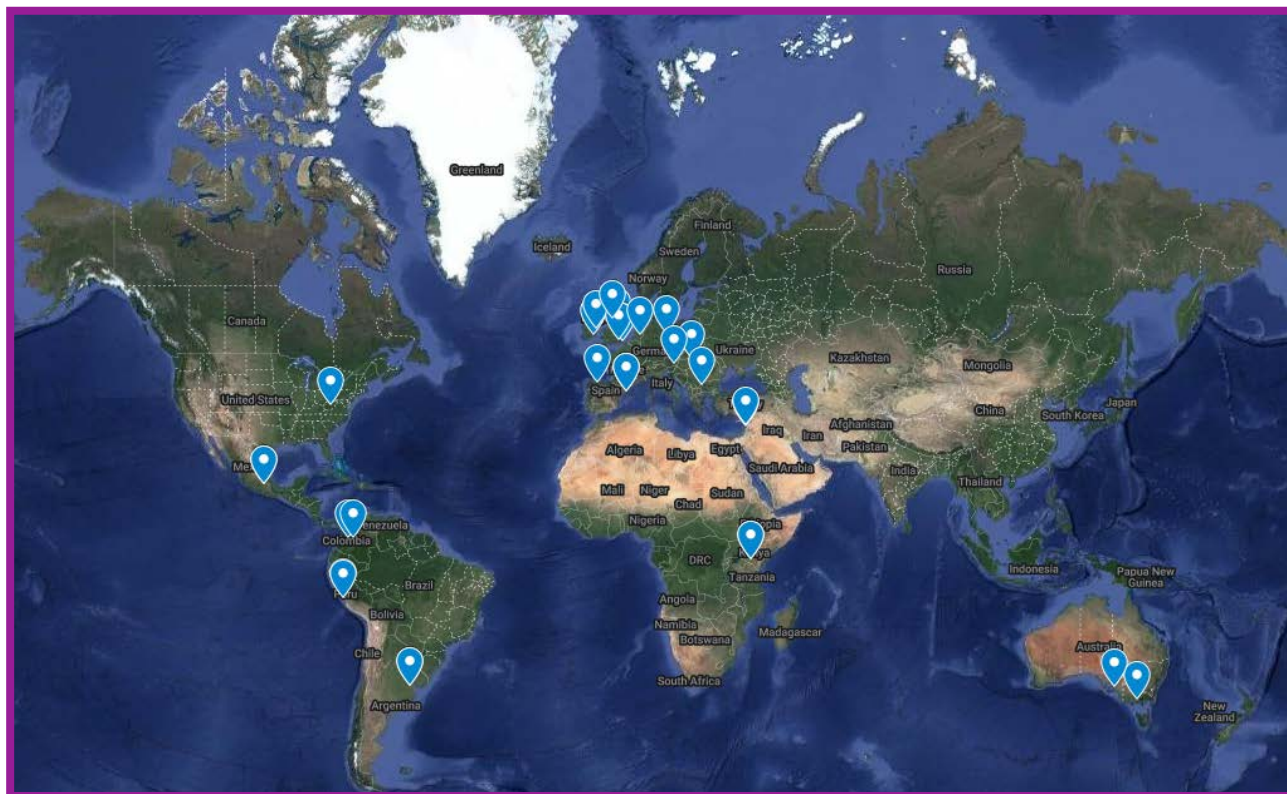 Greenland
Iceland
Finland
Sweden
Norway
Russia
Canada
Ukraine
Kazakhstan
Mongolia
United States
Spain
Italy
China
Japan
South Korea
Afghanistan
Iraq
Iran
Pakistan
Algeria
Libya
Egypt
Saudi Arabia
India
Thailand
Mali
Niger
Chad
Sudan
Nigeria
Colombia
DRC
Tanzania
Indonesia
Papua New
Guinea
Brazil
Bolivia
Angola
Namibia
Botswana
Madagascar
Chile
Australia
South Africa
Argentina
New
Zealand